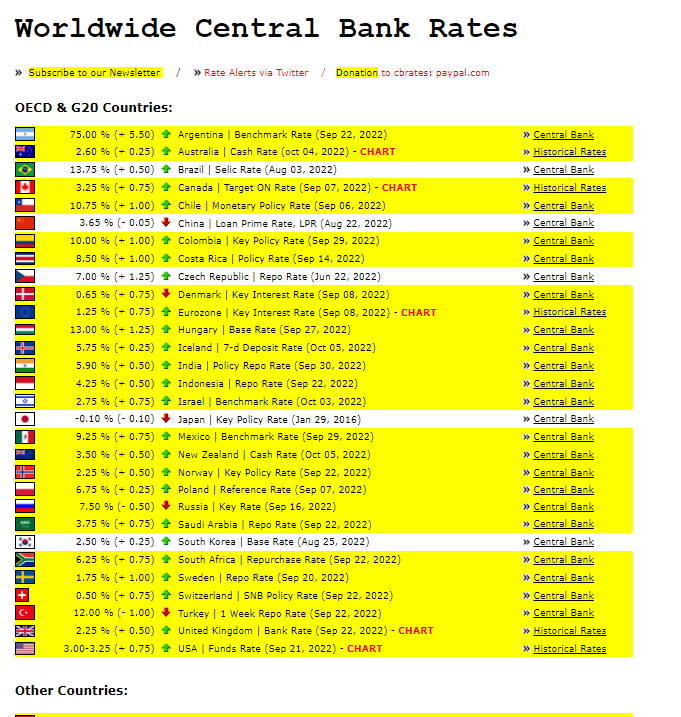 Worldwide Central Bank Rates
» Subscribe to our Newsletter / » Rate Alerts via Twitter / Donation to cbrates: paypal.com
OECD & G20 Countries:
75.00 % (+ 5.50) Argentina | Benchmark Rate (Sep 22, 2022) » Central Bank
2.60 % (+ 0.25) Australia | Cash Rate (oct 04, 2022) - CHART » Historical Rates
13.75 % (+ 0.50) Brazil | Selic Rate (Aug 03, 2022) » Central Bank
3.25 % (+ 0.75) Canada | Target ON Rate (Sep 07, 2022) - CHART » Historical Rates
10.75 % (+ 1.00) Chile | Monetary Policy Rate (Sep 06, 2022) » Central Bank
3.65 % (- 0.05) China | Loan Prime Rate, LPR (Aug 22, 2022) » Central Bank
10.00 % (+ 1.00) Colombia | Key Policy Rate (Sep 29, 2022) » Central Bank
8.50 % (+ 1.00) Costa Rica | Policy Rate (Sep 14, 2022) » Central Bank
7.00 % (+ 1.25) Czech Republic | Repo Rate (Jun 22, 2022) » Central Bank
0.65 % (+ 0.75) Denmark | Key Interest Rate (Sep 08, 2022) » Central Bank
1.25 % (+ 0.75) Eurozone | Key Interest Rate (Sep 08, 2022) - CHART » Historical Rates
13.00 % (+ 1.25) Hungary | Base Rate (Sep 27, 2022) » Central Bank
5.75 % (+ 0.25) Iceland | 7-d Deposit Rate (Oct 05, 2022) » Central Bank
5.90 % (+ 0.50) India | Policy Repo Rate (Sep 30, 2022) » Central Bank
4.25 % (+ 0.50) Indonesia | Repo Rate (Sep 22, 2022) » Central Bank
2.75 % (+ 0.75) Israel | Benchmark Rate (Oct 03, 2022) » Central Bank
-0.10 % (- 0.10) Japan | Key Policy Rate (Jan 29, 2016) » Central Bank
9.25 % (+ 0.75) Mexico | Benchmark Rate (Sep 29, 2022) » Central Bank
3.50 % (+ 0.50) New Zealand | Cash Rate (Oct 05, 2022) » Central Bank
2.25 % (+ 0.50) Norway | Key Policy Rate (Sep 22, 2022) » Central Bank
6.75 % (+ 0.25) Poland | Reference Rate (Sep 07, 2022) » Central Bank
7.50 % (- 0.50) Russia | Key Rate (Sep 16, 2022) » Central Bank
3.75 % (+ 0.75) Saudi Arabia | Repo Rate (Sep 22, 2022) » Central Bank
2.50 % (+ 0.25) South Korea | Base Rate (Aug 25, 2022) » Central Bank
6.25 % (+ 0.75) South Africa | Repurchase Rate (Sep 22, 2022) » Central Bank
1.75 % (+ 1.00) Sweden | Repo Rate (Sep 20, 2022) » Central Bank
0.50 % (+ 0.75) Switzerland | SNB Policy Rate (Sep 22, 2022) » Central Bank
12.00 % (- 1.00) Turkey | 1 Week Repo Rate (Sep 22, 2022) » Central Bank
2.25 % (+ 0.50) United Kingdom | Bank Rate (Sep 22, 2022) - CHART » Historical Rates
3.00-3.25 (+ 0.75) USA | Funds Rate (Sep 21, 2022) - CHART » Historical Rates
Other Countries: